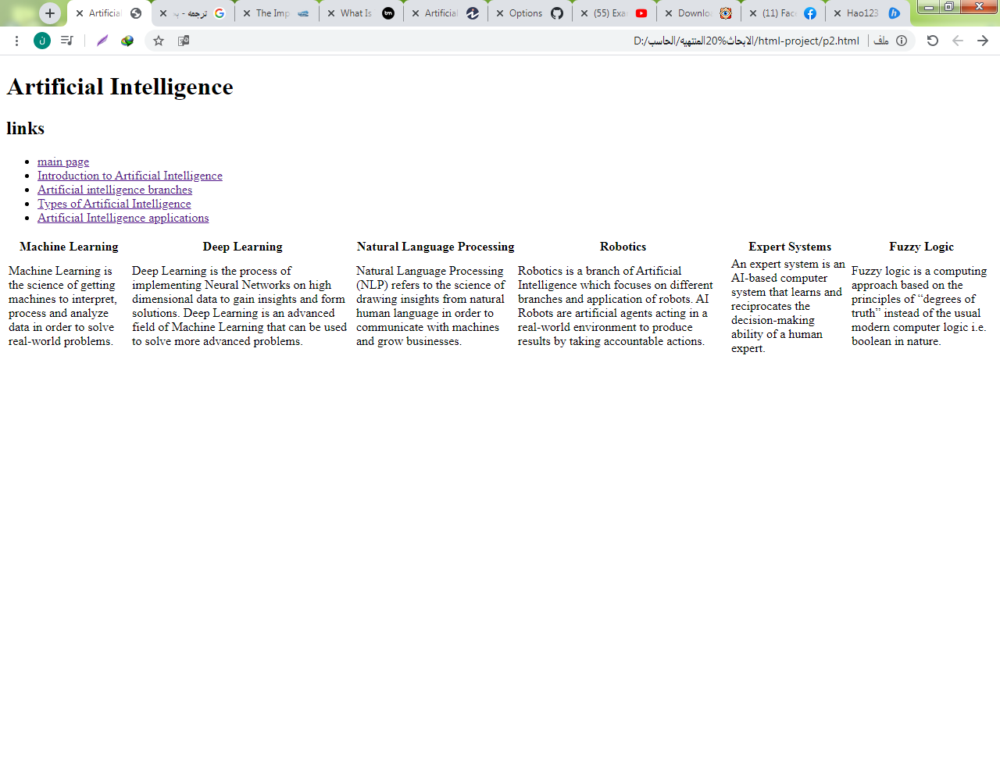 Artificial
ترجمه - بـ
The Imp
What Is
Artificial
Options
(55) Exa
Downlo
(11) Fac
Hao123
ن
D:/الابحاث%20المنتهيه/الحاسب/html-project/p2.html
ملف
Artificial Intelligence
links
main page
Introduction to Artificial Intelligence
Artificial intelligence branches
Types of Artificial Intelligence
Artificial Intelligence applications
Machine Learning
Deep Learning
Natural Language Processing
Robotics
Expert Systems
Fuzzy Logic
Machine Learning is
the science of getting
machines to interpret,
process and analyze
data in order to solve
real-world problems.
Deep Learning is the process of
implementing Neural Networks on high
dimensional data to gain insights and form
solutions. Deep Learning is an advanced
field of Machine Learning that can be used
to solve more advanced problems.
Natural Language Processing
(NLP) refers to the science of
drawing insights from natural
human language in order to
communicate with machines
and grow businesses.
Robotics is a branch of Artificial
Intelligence which focuses on different
branches and application of robots. AI
Robots are artificial agents acting in a
real-world environment to produce
results by taking accountable actions.
An expert system is an
AI-based computer
system that learns and
reciprocates the
decision-making
ability of a human
expert.
Fuzzy logic is a computing
approach based on the
principles of “degrees of
truth” instead of the usual
modern computer logic i.e.
boolean in nature.